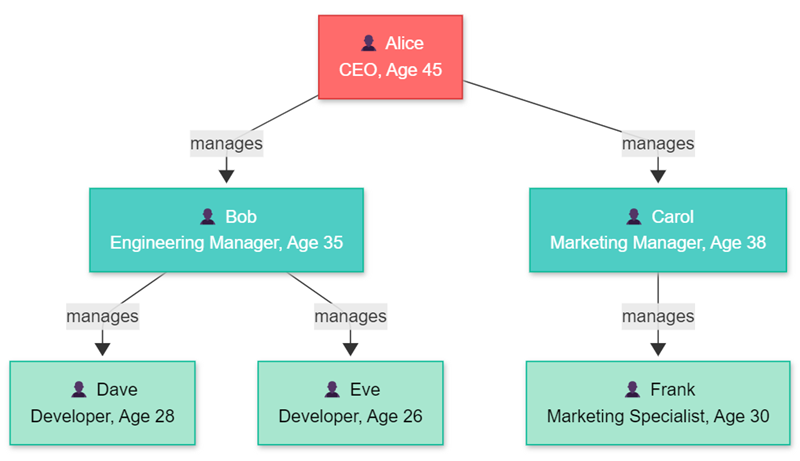 Alice
CEO, Age 45
manages
manages
Bob
Engineering Manager, Age 35
Carol
Marketing Manager, Age 38
manages
manages
manages
Dave
Developer, Age 28
Eve
Developer, Age 26
Frank
Marketing Specialist, Age 30